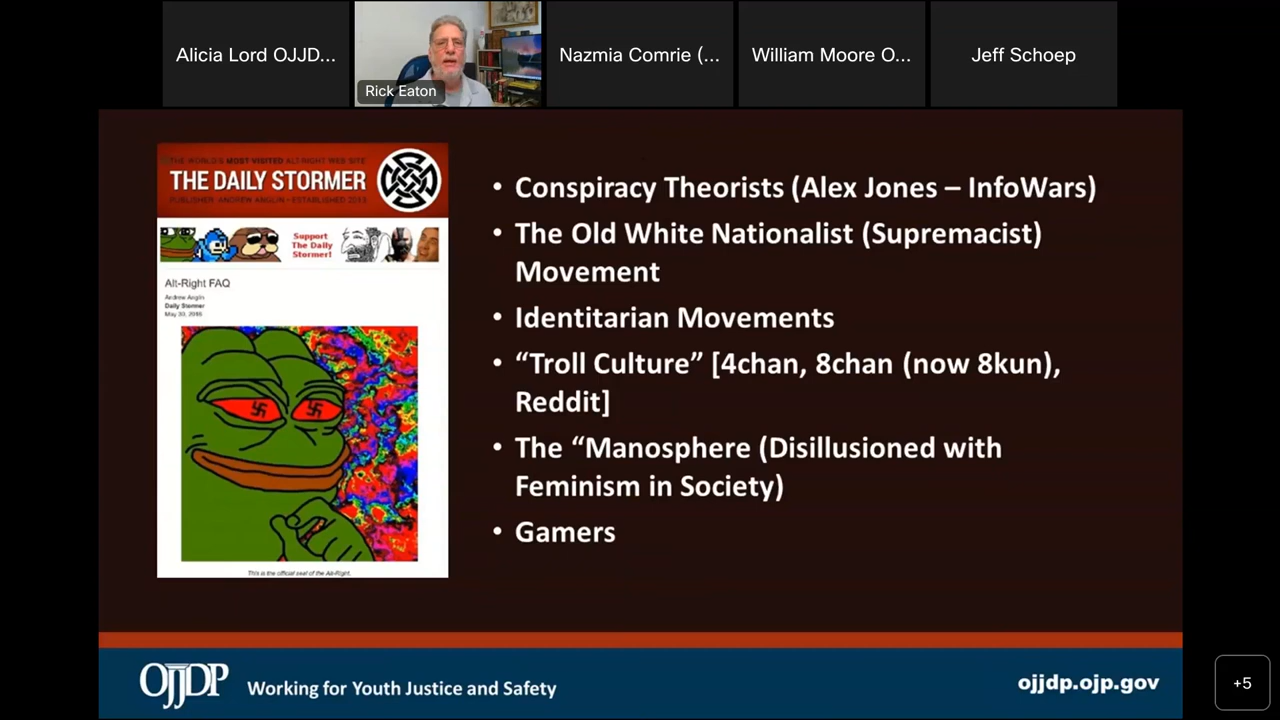 Alicia Lord OJJD...
Rick Eaton
Nazmia Comrie (...
William Moore O...
Jeff Schoep
THE WORLD'S MOST VISITED ALT-RIGHT WEB SITE
THE DAILY STORMER
PUBLISHER ANDREW ANGLIN • ESTABLISHED 2013
Support
The Daily
Stormer!
Alt-Right FAQ
Andrew Anglin
Daily Stormer
This is the official seal of the Alt-Right.
• Conspiracy Theorists (Alex Jones – InfoWars)
• The Old White Nationalist (Supremacist)
Movement
• Identitarian Movements
• “Troll Culture” [4chan, 8chan (now 8kun),
Reddit]
• The “Manosphere (Disillusioned with
Feminism in Society)
• Gamers
OJJDP
Working for Youth Justice and Safety
ojjdp.ojp.gov
+5